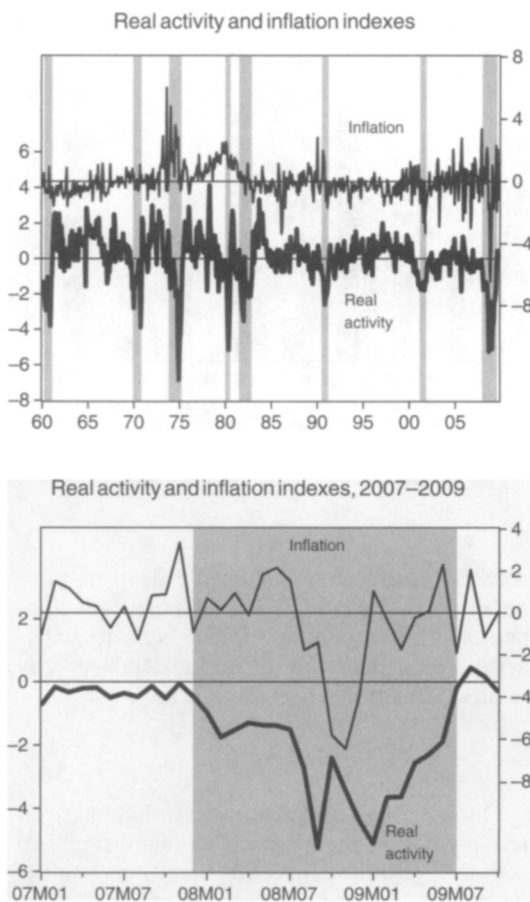 Real activity and inflation indexes
8
6
4
2
0
−2
−4
−6
−8
4
0
−4
−8
Inflation
Real
activity
60 65 70 75 80 85 90 95 00 05
Real activity and inflation indexes, 2007–2009
2
0
−2
−4
−6
4
2
0
−2
−4
−6
−8
Inflation
Real
activity
07M01 07M07 08M01 08M07 09M01 09M07